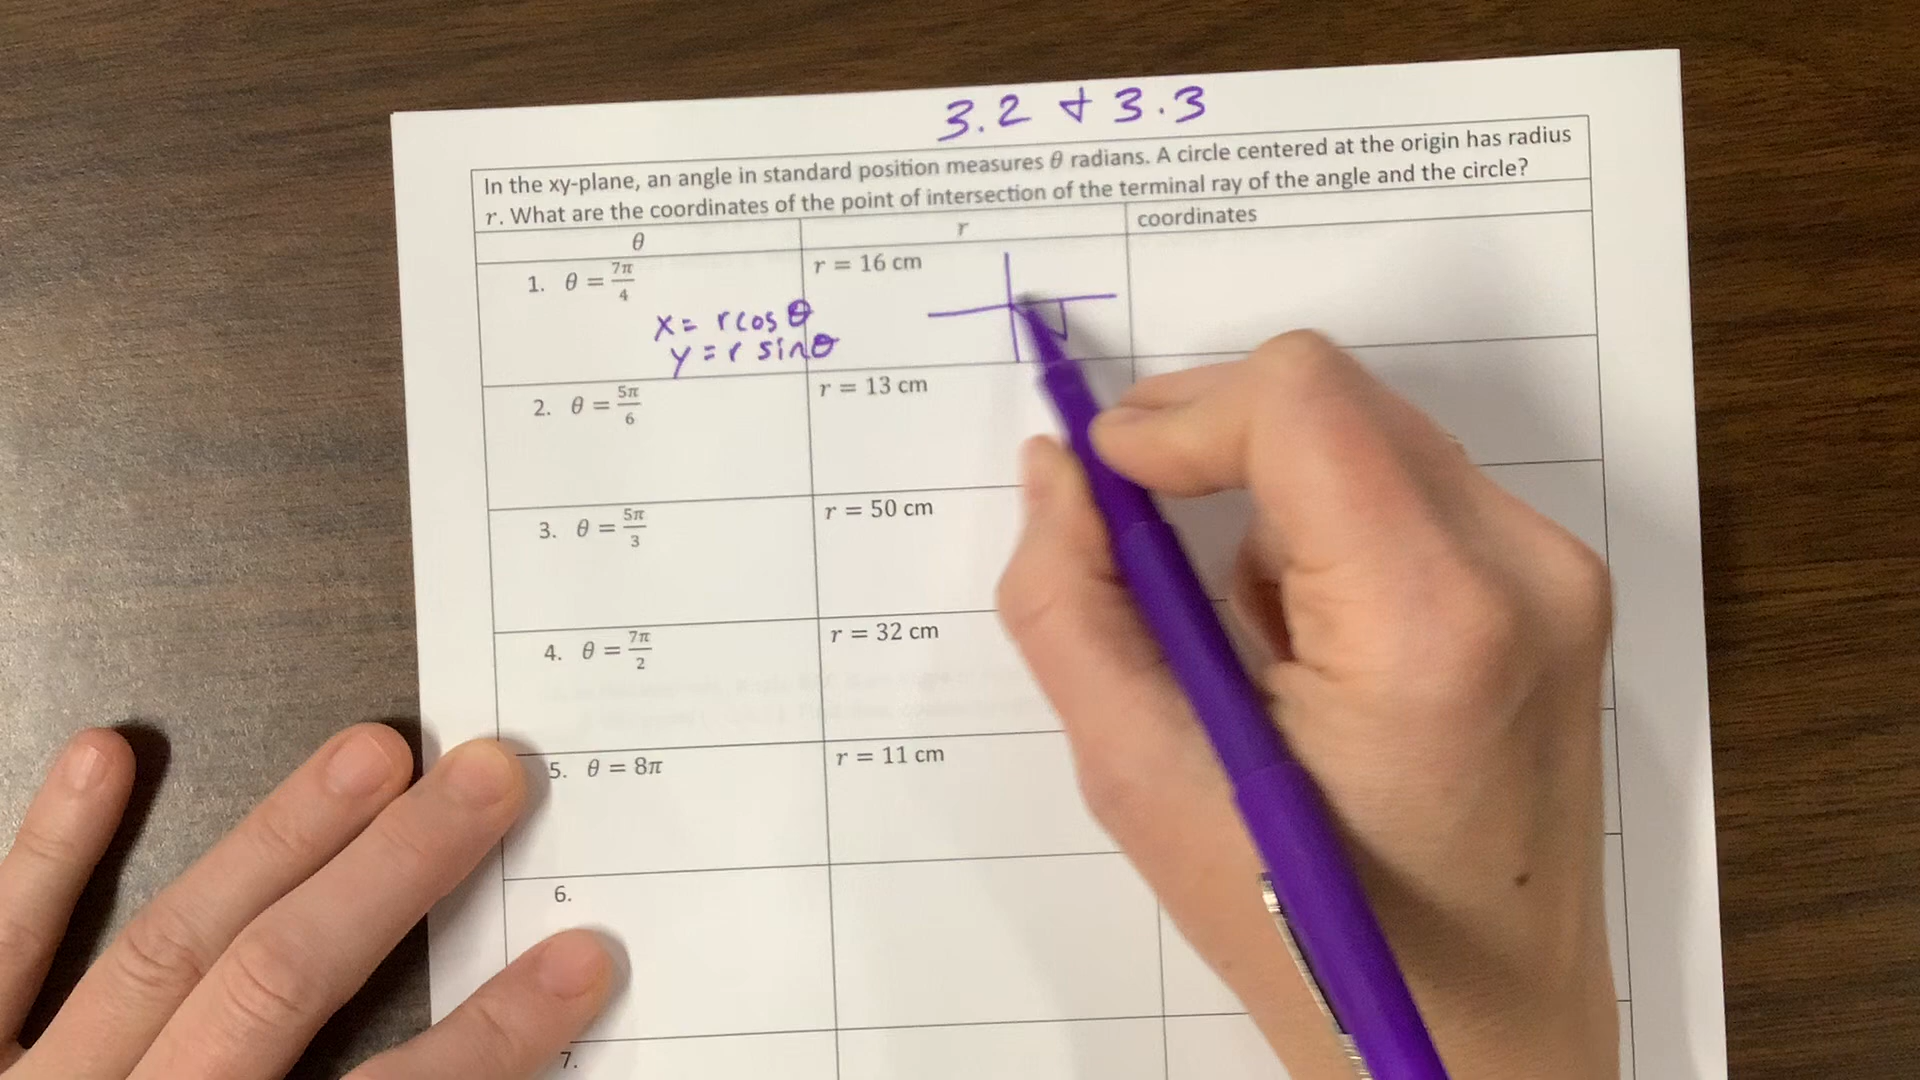 3.2 & 3.3
In the xy-plane, an angle in standard position measures θ radians. A circle centered at the origin has radius
r. What are the coordinates of the point of intersection of the terminal ray of the angle and the circle?
θ r coordinates
1. θ = 7π/4 r = 16 cm
x = r cos θ
y = r sin θ
2. θ = 5π/6 r = 13 cm
3. θ = 5π/3 r = 50 cm
4. θ = 7π/2 r = 32 cm
5. θ = 8π r = 11 cm
6.
7.